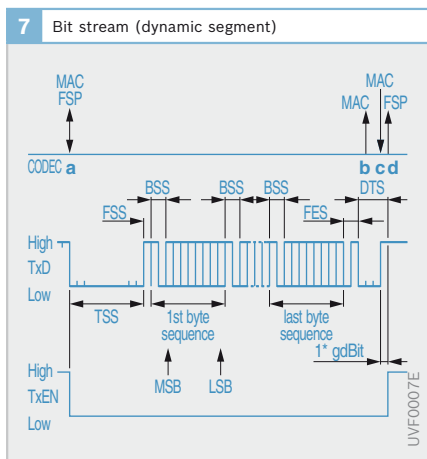 7 Bit stream (dynamic segment)
MAC
FSP
MAC
MAC FSP
CODEC a b c d
BSS BSS BSS DTS
FSS FES
High
TxD
Low
TSS 1st byte sequence last byte sequence
1* gdBit
High
TxEN
Low
MSB LSB
UVF0007E